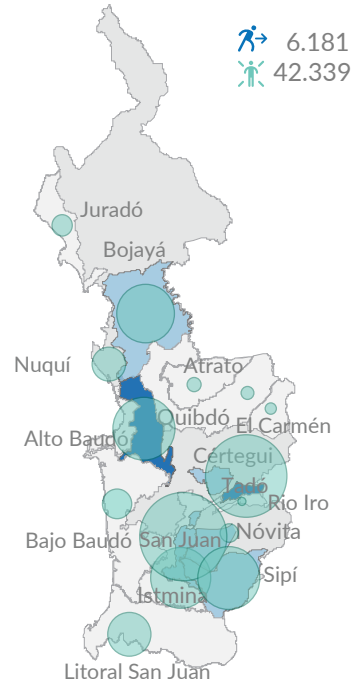 6.181
42.339
Juradó
Bojayá
Nuquí
Atrato
Quibdó
El Carmén
Alto Baudó
Cértegui
Tadó
Rio Iro
Nóvita
Bajo Baudó
San Juan
Sipí
Istmina
Litoral San Juan